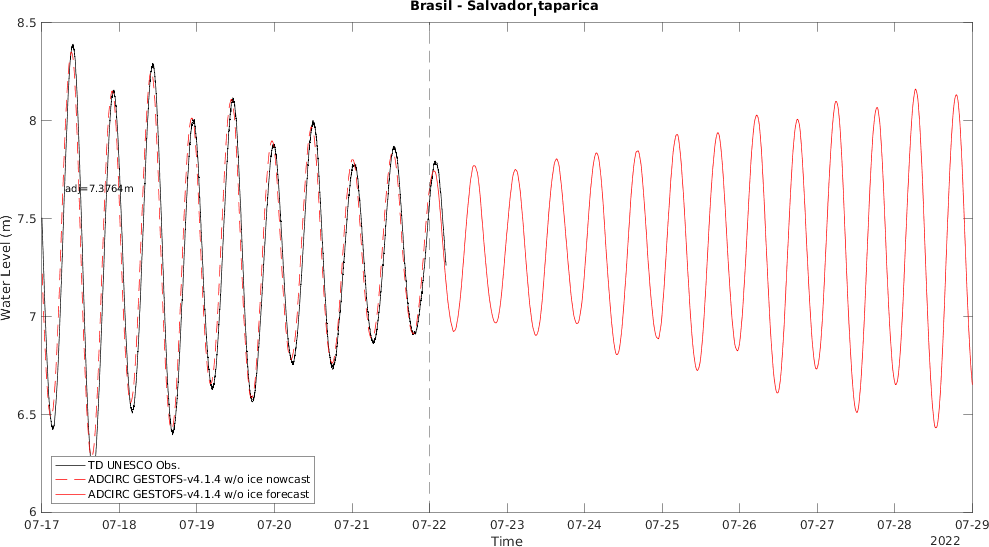 Brasil - Salvador_Itaparica
8.5
8
7.5
7
6.5
6
Water Level (m)
adj=7.3764m
TD UNESCO Obs.
ADCIRC GESTOFS-v4.1.4 w/o ice nowcast
ADCIRC GESTOFS-v4.1.4 w/o ice forecast
07-17 07-18 07-19 07-20 07-21 07-22 07-23 07-24 07-25 07-26 07-27 07-28 07-29
Time
2022